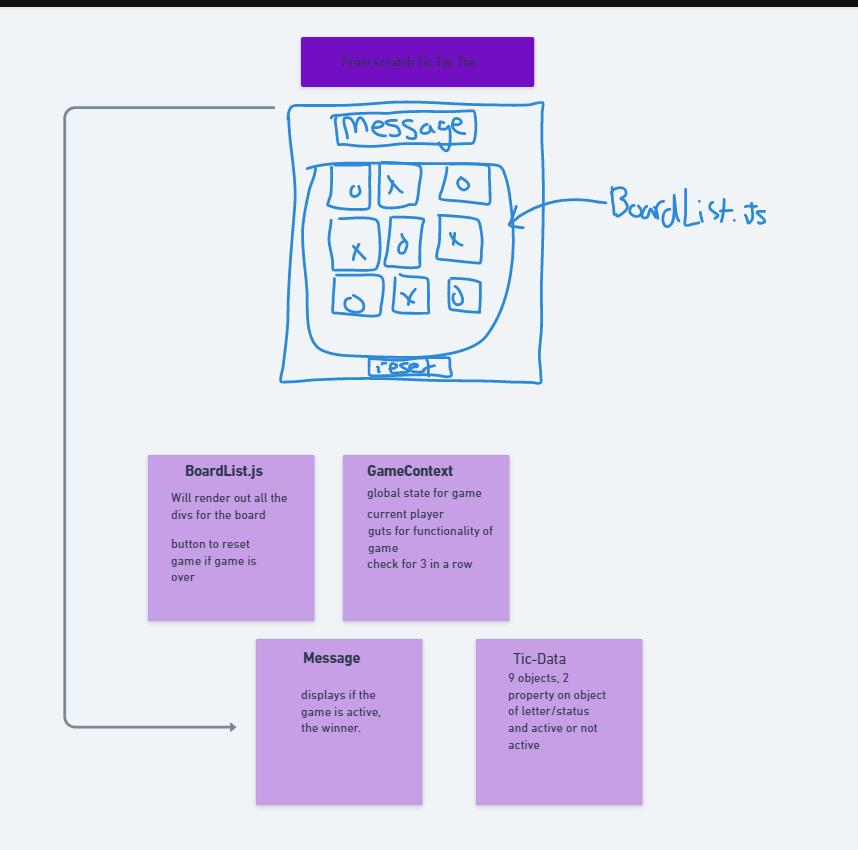 From scratch Tic Tac Toe
Message
O X O
X O X
O X O
BoardList.Js
reset
BoardList.js
Will render out all the
divs for the board
button to reset
game if game is
over
GameContext
global state for game
current player
guts for functionality of
game
check for 3 in a row
Message
displays if the
game is active,
the winner.
Tic-Data
9 objects, 2
property on object
of letter/status
and active or not
active